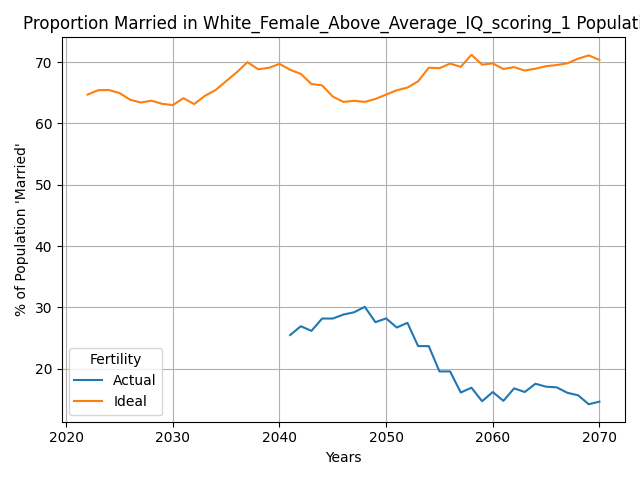 Proportion Married in White_Female_Above_Average_IQ_scoring_1 Populati
% of Population 'Married'
70
60
50
40
30
20
Fertility
Actual
Ideal
2020 2030 2040 2050 2060 2070
Years